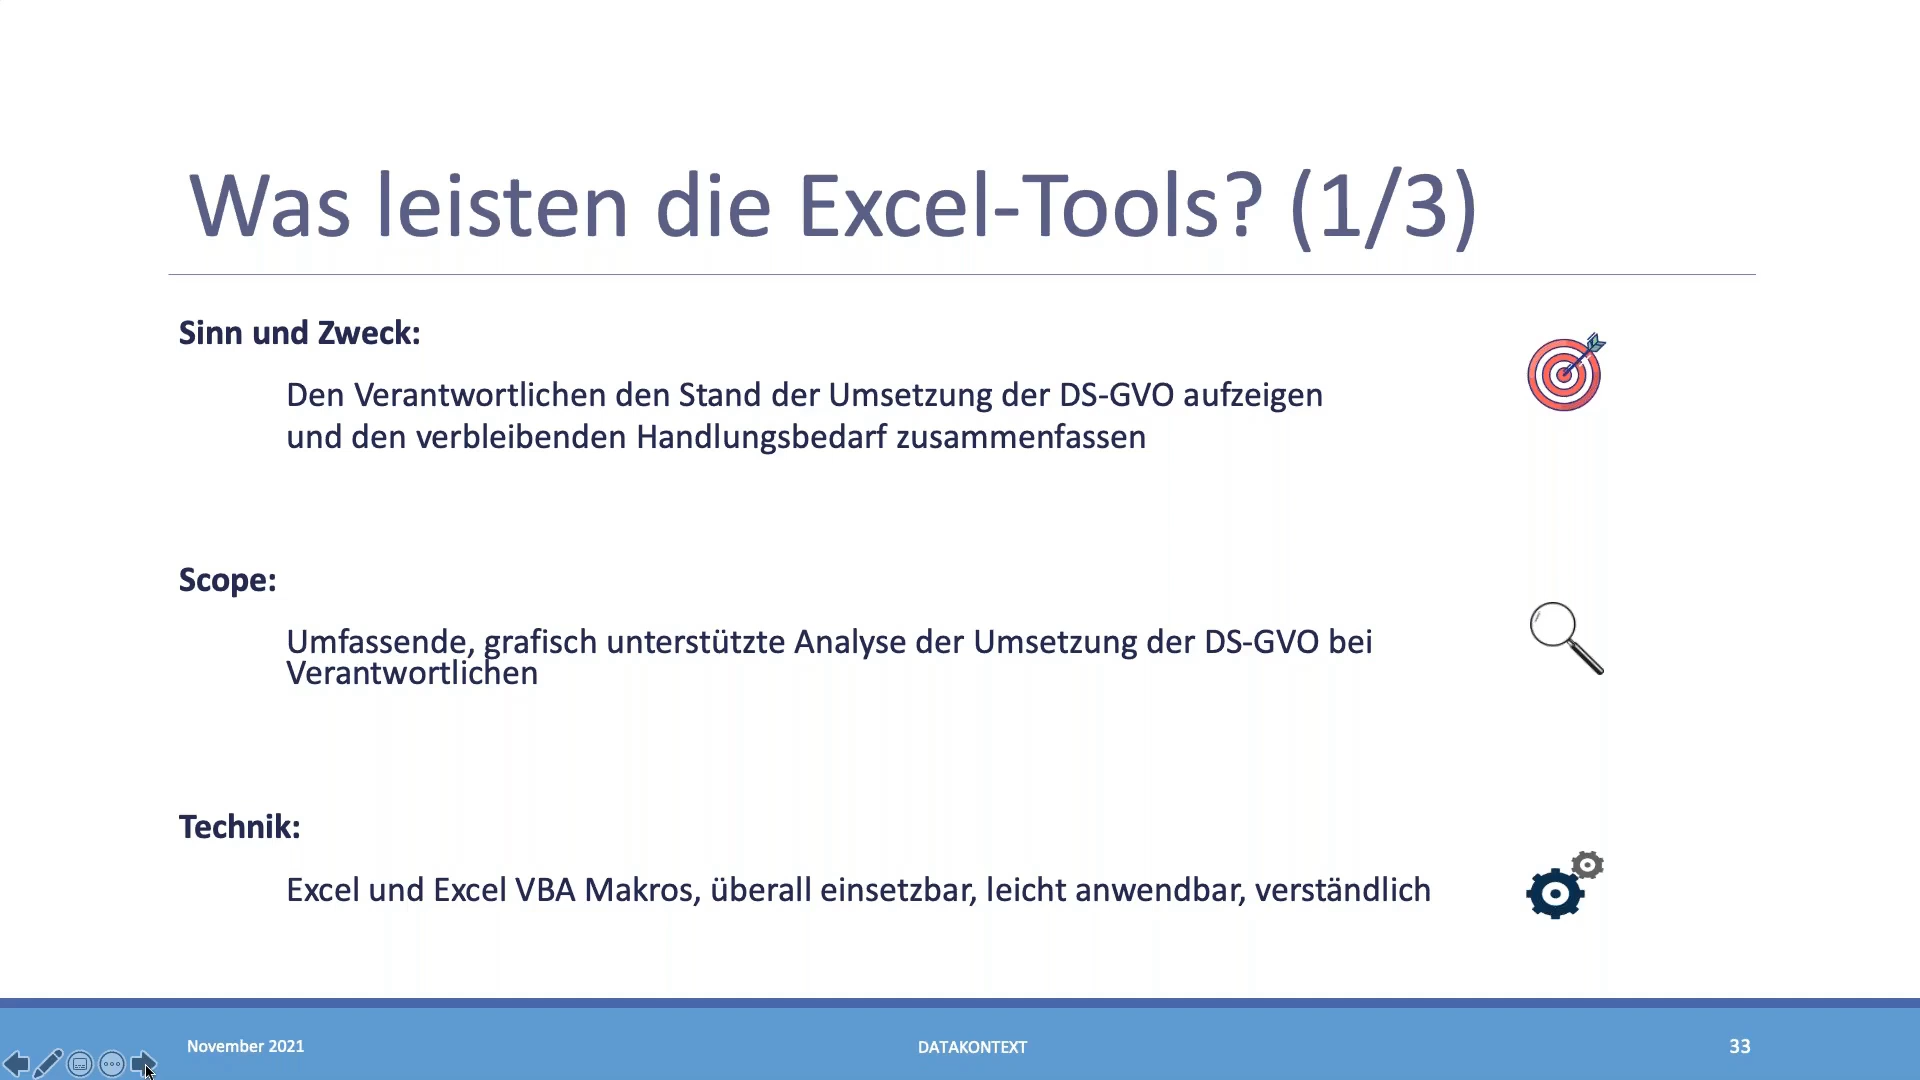 Was leisten die Excel-Tools? (1/3)
Sinn und Zweck:
Den Verantwortlichen den Stand der Umsetzung der DS-GVO aufzeigen
und den verbleibenden Handlungsbedarf zusammenfassen
Scope:
Umfassende, grafisch unterstützte Analyse der Umsetzung der DS-GVO bei
Verantwortlichen
Technik:
Excel und Excel VBA Makros, überall einsetzbar, leicht anwendbar, verständlich
November 2021
DATAKONTEXT
33